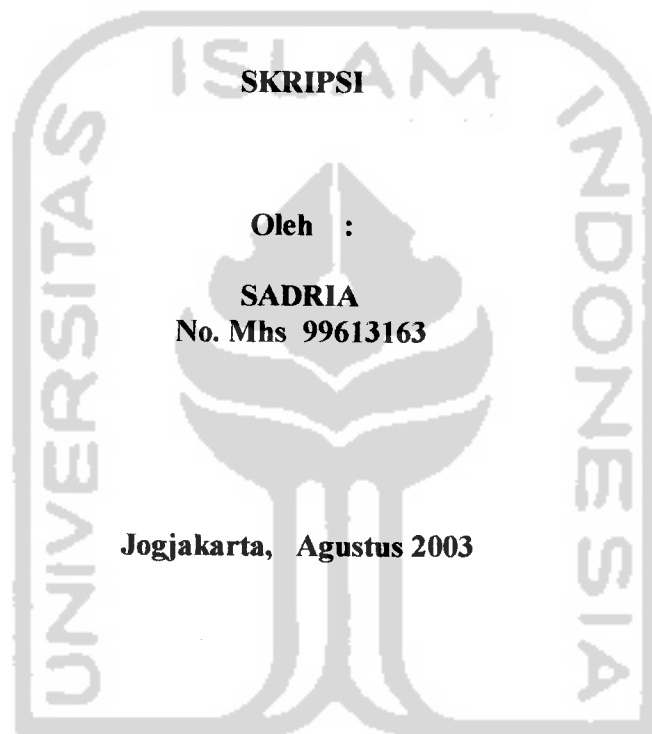 UNIVERSITAS ISLAM INDONESIA
SKRIPSI
Oleh :
SADRIA
No. Mhs 99613163
Jogjakarta, Agustus 2003